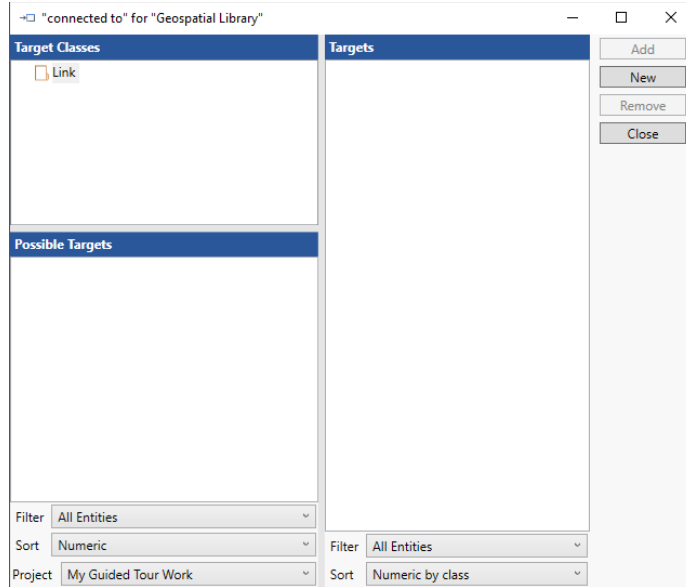 "connected to" for "Geospatial Library"
Target Classes
Link
Possible Targets
Filter All Entities
Sort Numeric
Project My Guided Tour Work
Targets
Filter All Entities
Sort Numeric by class
Add
New
Remove
Close